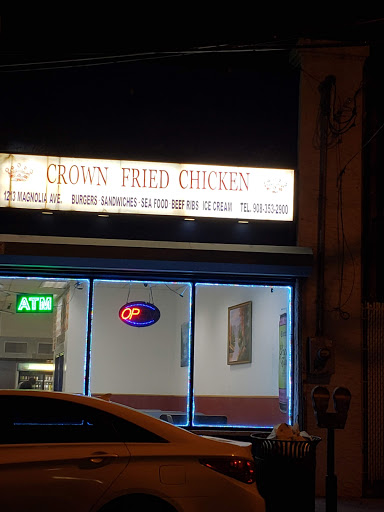 CROWN FRIED CHICKEN
1213 MAGNOLIA AVE. BURGERS SANDWICHES SEA FOOD BEEF RIBS ICE CREAM TEL. 908-353-2900
ATM
OP